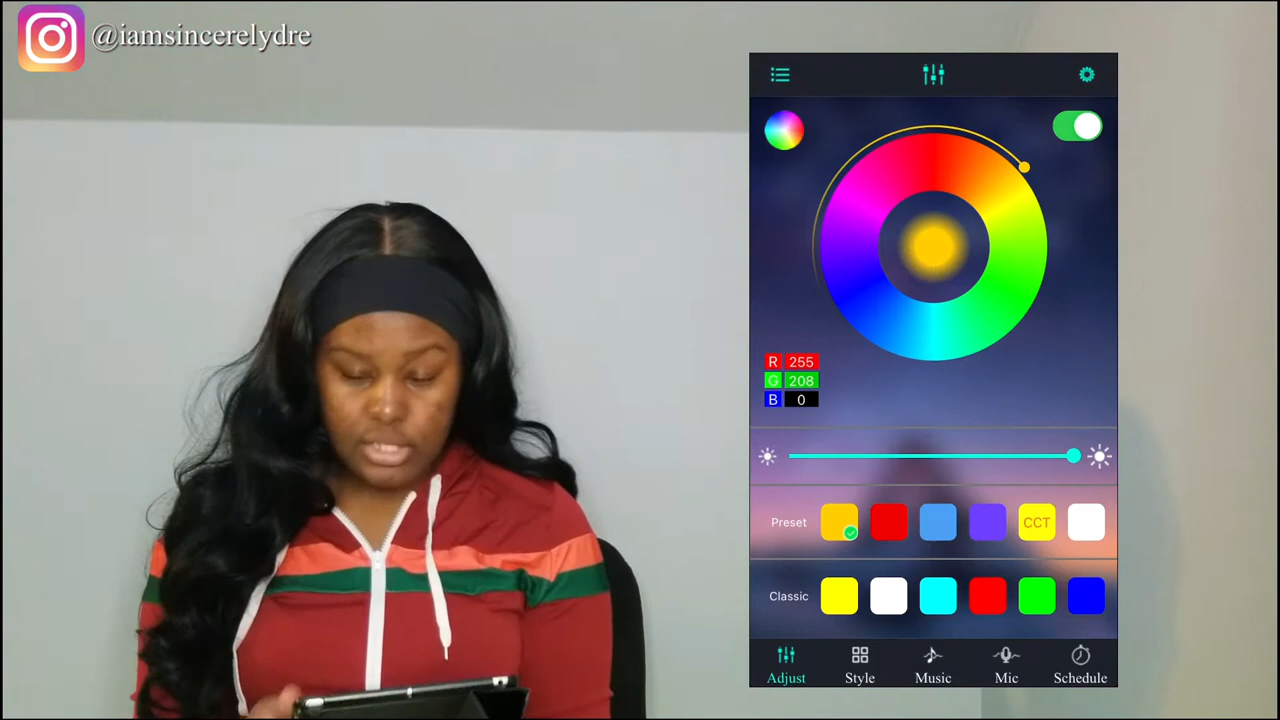 @iamsincerelydre
R 255
G 208
B 0
Preset
CCT
Classic
Adjust Style Music Mic Schedule